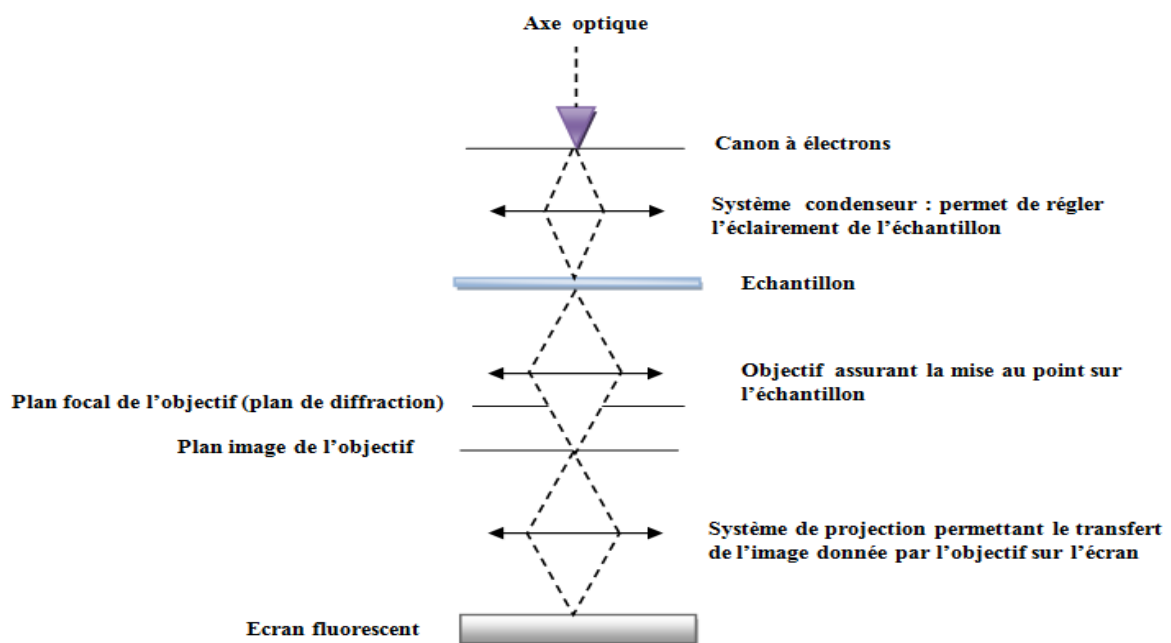 Axe optique
Canon à électrons
Système condenseur : permet de régler
l'éclairement de l'échantillon
Echantillon
Objectif assurant la mise au point sur
l'échantillon
Plan focal de l'objectif (plan de diffraction)
Plan image de l'objectif
Système de projection permettant le transfert
de l'image donnée par l'objectif sur l'écran
Ecran fluorescent